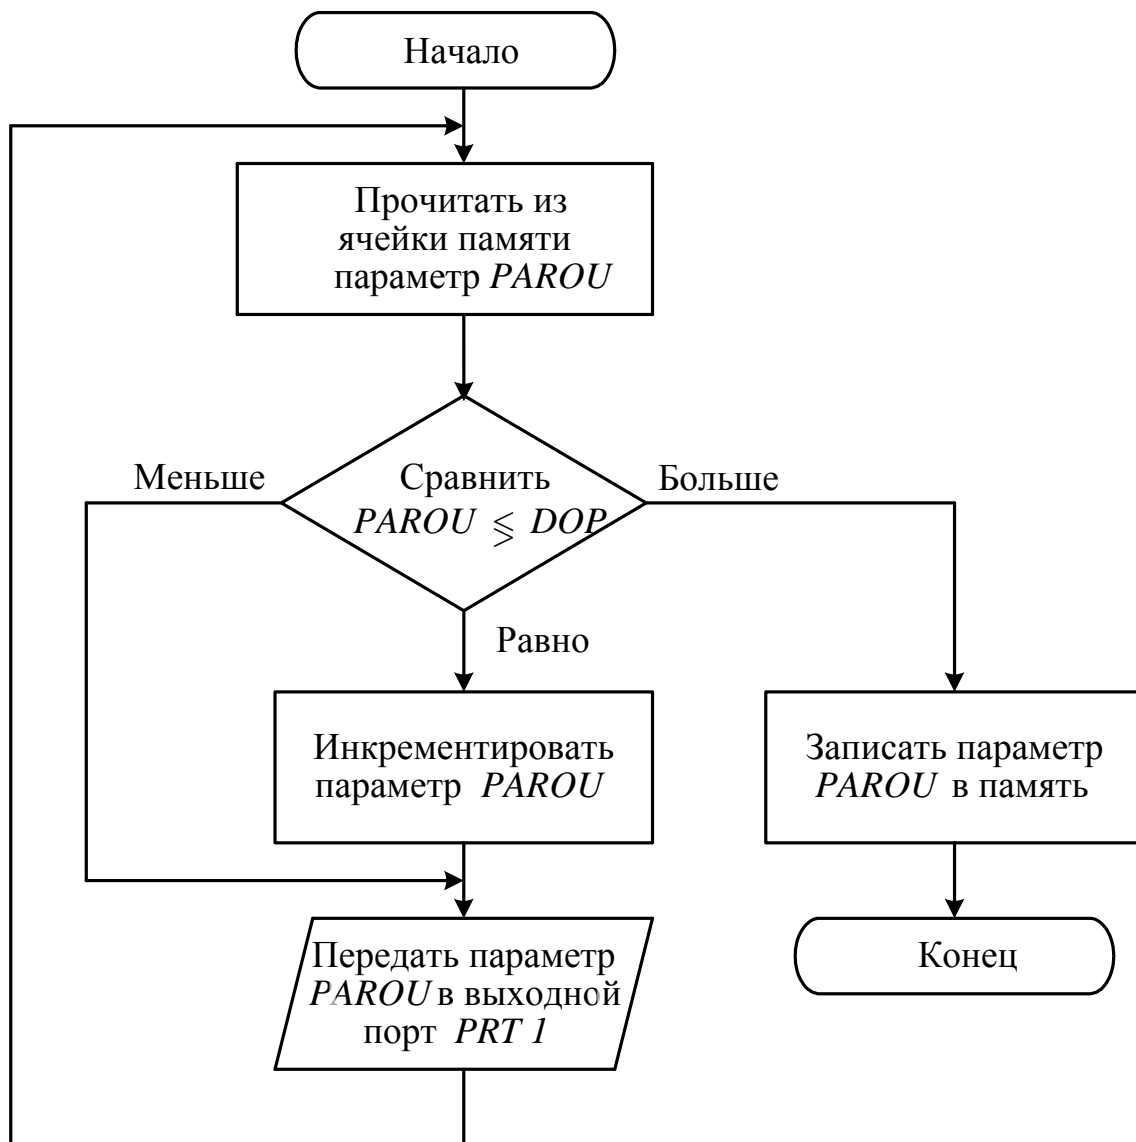 Начало
Прочитать из
ячейки памяти
параметр PAROU
Меньше
Сравнить
PAROU ≶ DOP
Больше
Равно
Инкрементировать
параметр PAROU
Записать параметр
PAROU в память
Передать параметр
PAROU в выходной
порт PRT 1
Конец